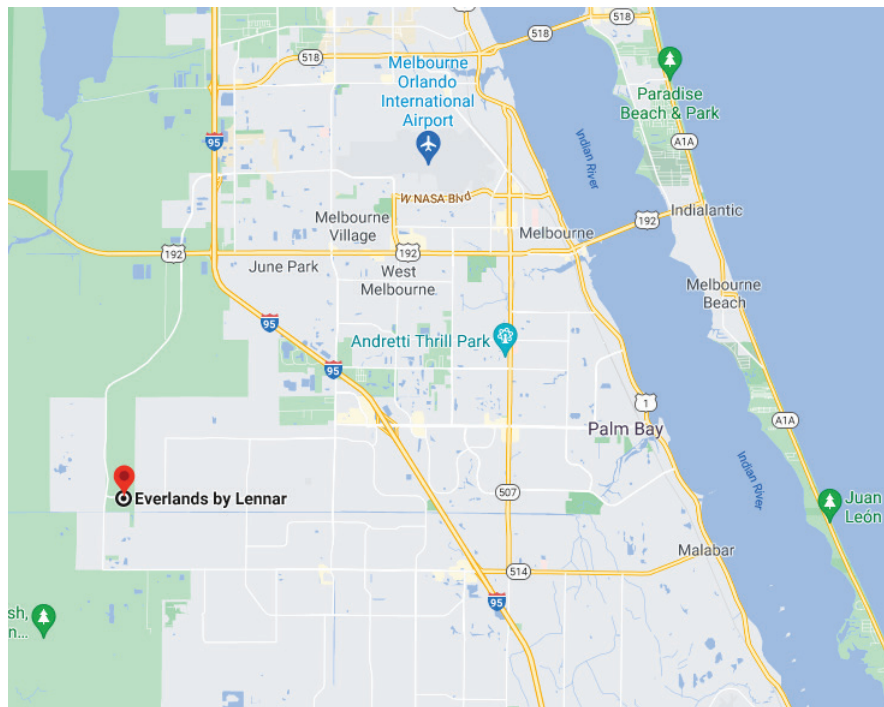 518
518
518
Melbourne
Orlando
International
Airport
Paradise
Beach & Park
95
A1A
Indian River
W NASA Blvd
Indialantic
192
Melbourne
Village
Melbourne
192
192
June Park
West
Melbourne
Melbourne
Beach
95
Andretti Thrill Park
95
1
A1A
Palm Bay
Indian River
Everlands by Lennar
507
Juan
León
Malabar
514
95
sh,
n...